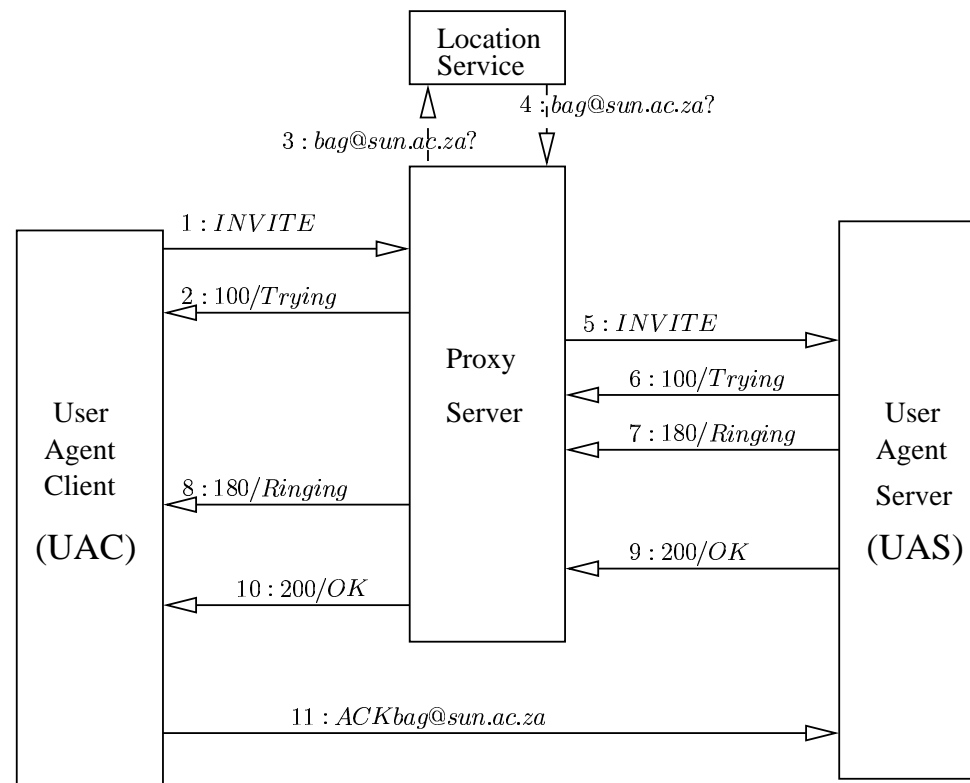 Location
Service
4 : bag@sun.ac.za?
3 : bag@sun.ac.za?
1 : INVITE
2 : 100/Trying
5 : INVITE
6 : 100/Trying
7 : 180/Ringing
8 : 180/Ringing
9 : 200/OK
10 : 200/OK
11 : ACKbag@sun.ac.za
User
Agent
Client
(UAC)
Proxy
Server
User
Agent
Server
(UAS)